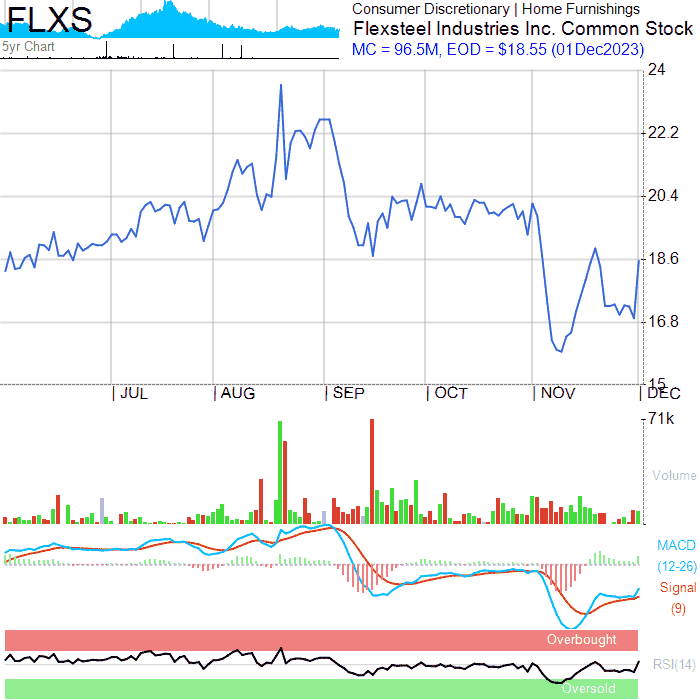 FLXS
Consumer Discretionary | Home Furnishings
Flexsteel Industries Inc. Common Stock
MC = 96.5M, EOD = $18.55 (01Dec2023)
5yr Chart
24
22.2
20.4
18.6
16.8
15
| JUL
| AUG
| SEP
| OCT
| NOV
| DEC
71k
Volume
MACD
(12-26)
Signal
(9)
Overbought
RSI(14)
Oversold